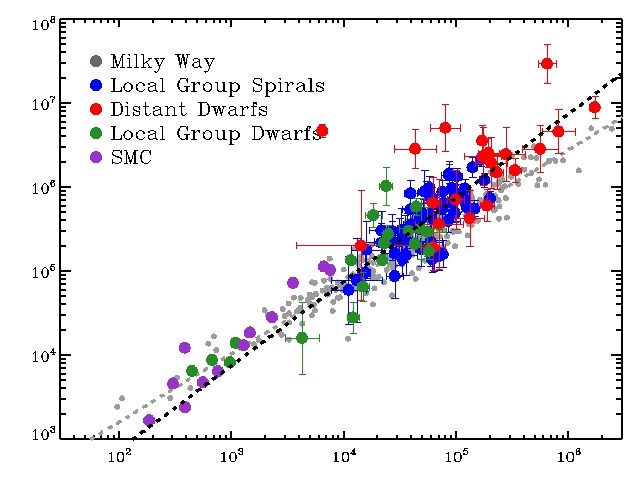 10⁸
Milky Way
Local Group Spirals
Distant Dwarfs
Local Group Dwarfs
SMC
10⁷
10⁶
10⁵
10⁴
10³
10² 10³ 10⁴ 10⁵ 10⁶